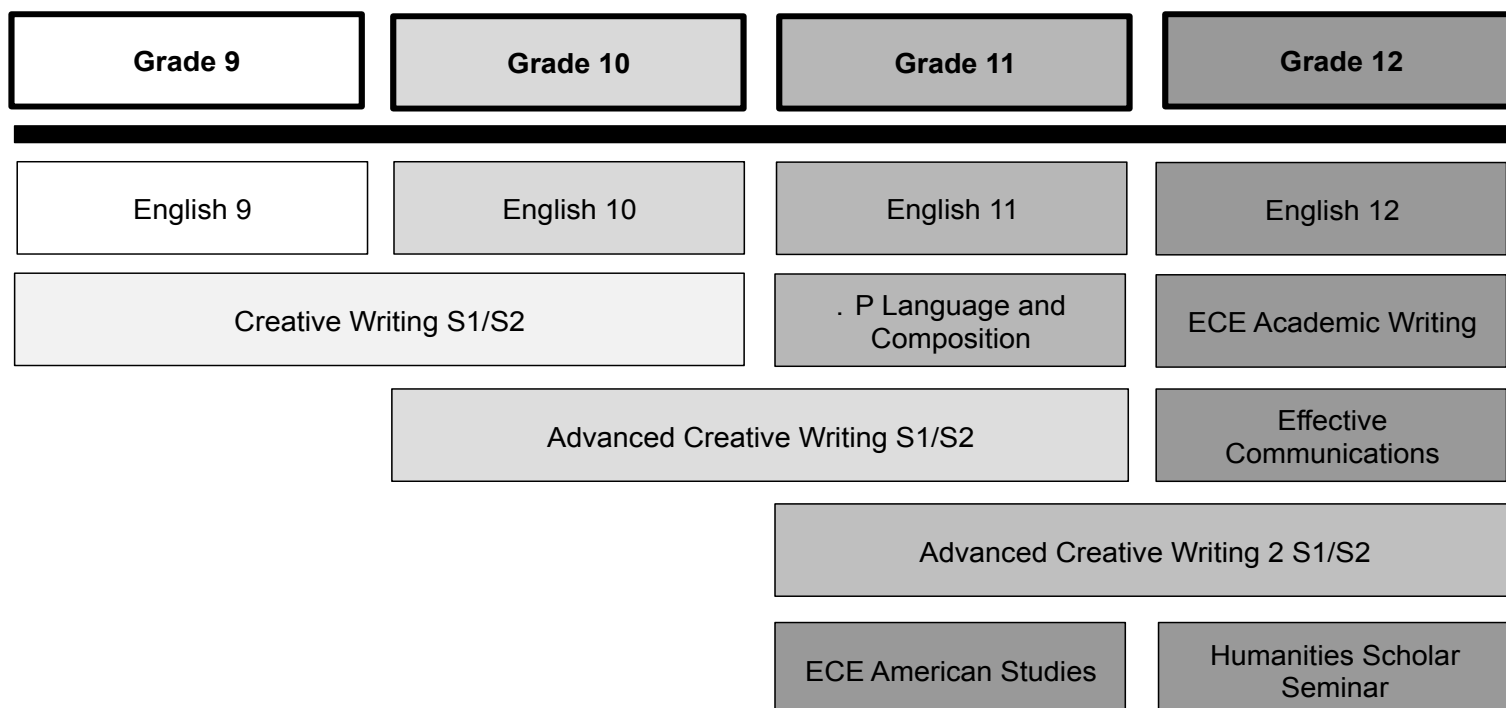 Grade 9
Grade 10
Grade 11
Grade 12
English 9
English 10
English 11
English 12
Creative Writing S1/S2
. P Language and
Composition
ECE Academic Writing
Advanced Creative Writing S1/S2
Effective
Communications
Advanced Creative Writing 2 S1/S2
ECE American Studies
Humanities Scholar
Seminar